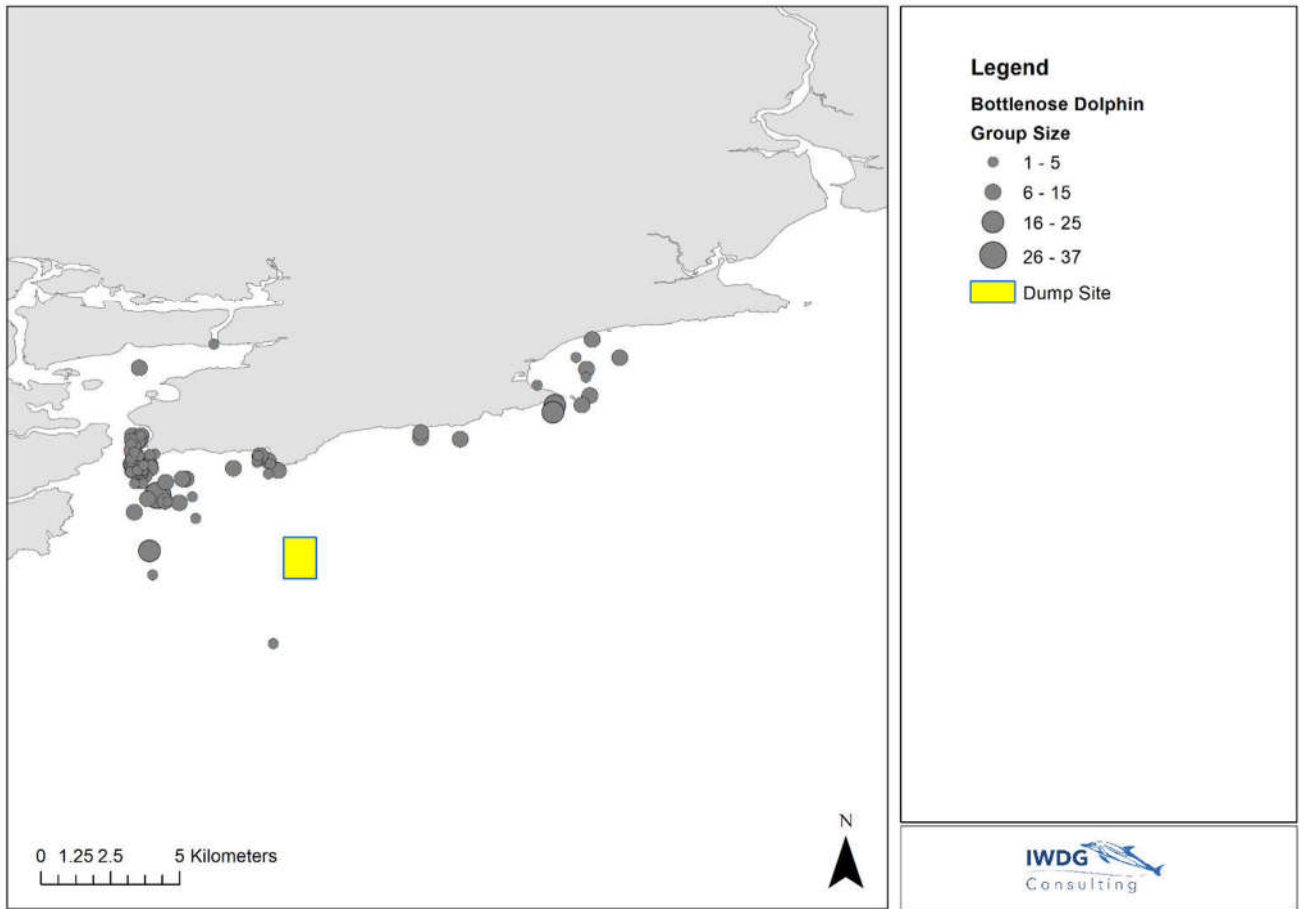 Legend
Bottlenose Dolphin
Group Size
1 - 5
6 - 15
16 - 25
26 - 37
Dump Site
N
0 1.25 2.5 5 Kilometers
IWDG
Consulting